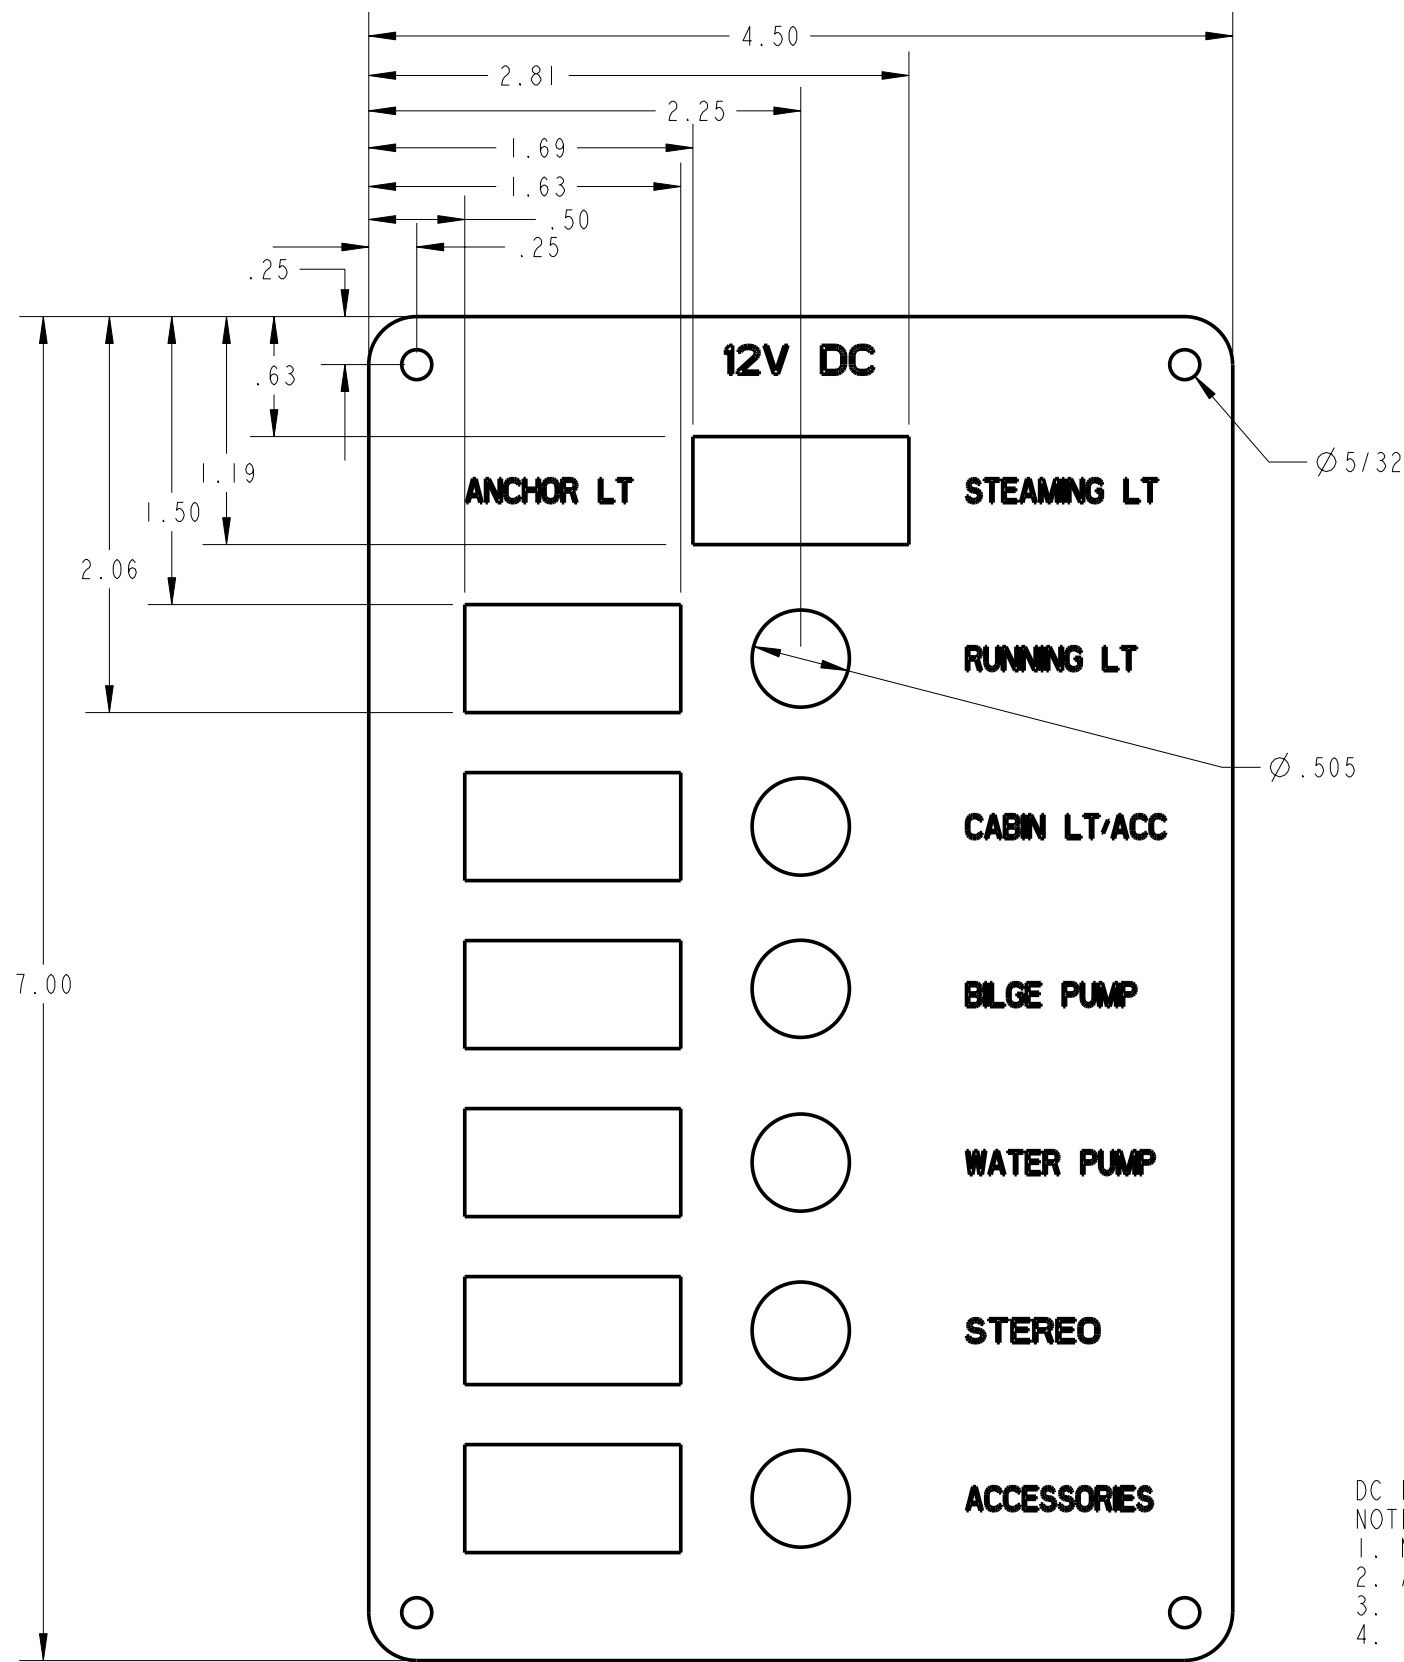 4.50
2.81
2.25
1.69
1.63
.50
.25
.25
12V DC
.63
1.19
ANCHOR LT
STEAMING LT
Ø5/32
1.50
2.06
RUNNING LT
Ø.505
CABIN LT/ACC
BILGE PUMP
7.00
WATER PUMP
STEREO
ACCESSORIES
DC
1.
2.
3.
4.